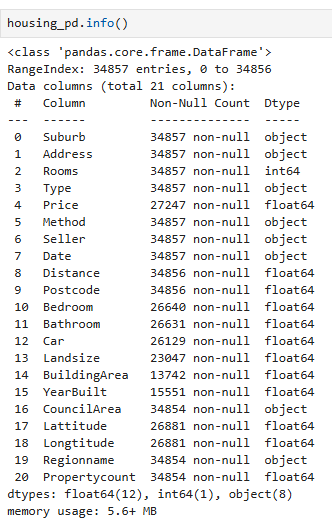 housing_pd.info()
<class 'pandas.core.frame.DataFrame'>
RangeIndex: 34857 entries, 0 to 34856
Data columns (total 21 columns):
 #   Column         Non-Null Count  Dtype
---  ------         --------------  -----
 0   Suburb         34857 non-null  object
 1   Address        34857 non-null  object
 2   Rooms          34857 non-null  int64
 3   Type           34857 non-null  object
 4   Price          27247 non-null  float64
 5   Method         34857 non-null  object
 6   Seller         34857 non-null  object
 7   Date           34857 non-null  object
 8   Distance       34856 non-null  float64
 9   Postcode       34856 non-null  float64
 10  Bedroom        26640 non-null  float64
 11  Bathroom       26631 non-null  float64
 12  Car            26129 non-null  float64
 13  Landsize       23047 non-null  float64
 14  BuildingArea   13742 non-null  float64
 15  YearBuilt      15551 non-null  float64
 16  CouncilArea    34854 non-null  object
 17  Lattitude      26881 non-null  float64
 18  Longtitude     26881 non-null  float64
 19  Regionname     34854 non-null  object
 20  Propertycount  34854 non-null  float64
dtypes: float64(12), int64(1), object(8)
memory usage: 5.6+ MB